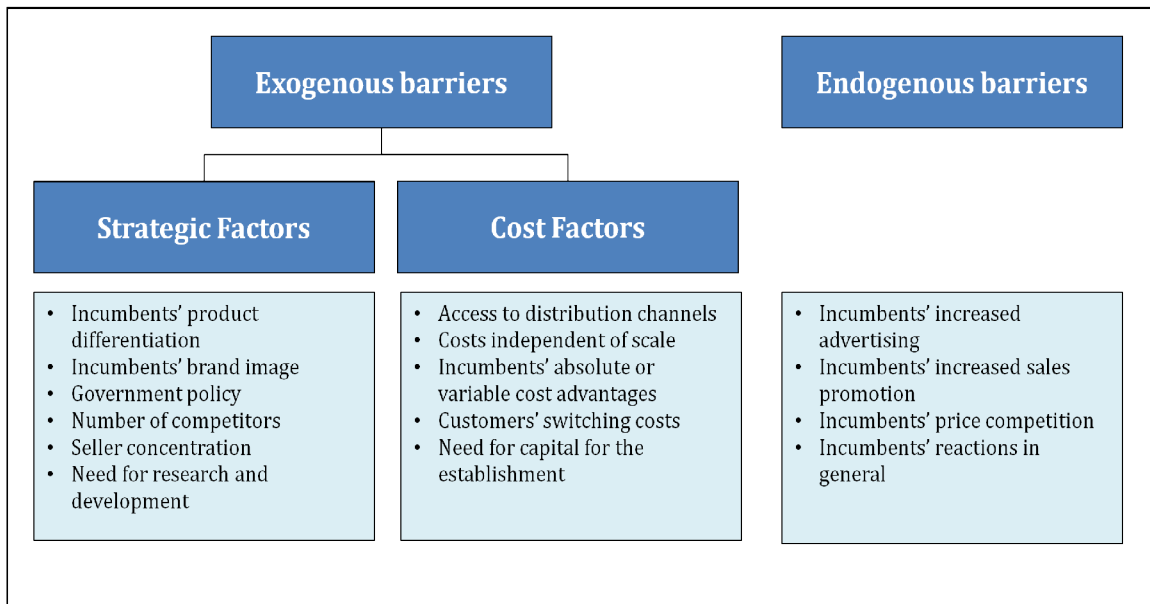 Exogenous barriers
Endogenous barriers
Strategic Factors
Cost Factors
• Incumbents' product
differentiation
• Incumbents' brand image
• Government policy
• Number of competitors
• Seller concentration
• Need for research and
development
• Access to distribution channels
• Costs independent of scale
• Incumbents' absolute or
variable cost advantages
• Customers' switching costs
• Need for capital for the
establishment
• Incumbents' increased
advertising
• Incumbents' increased sales
promotion
• Incumbents' price competition
• Incumbents' reactions in
general